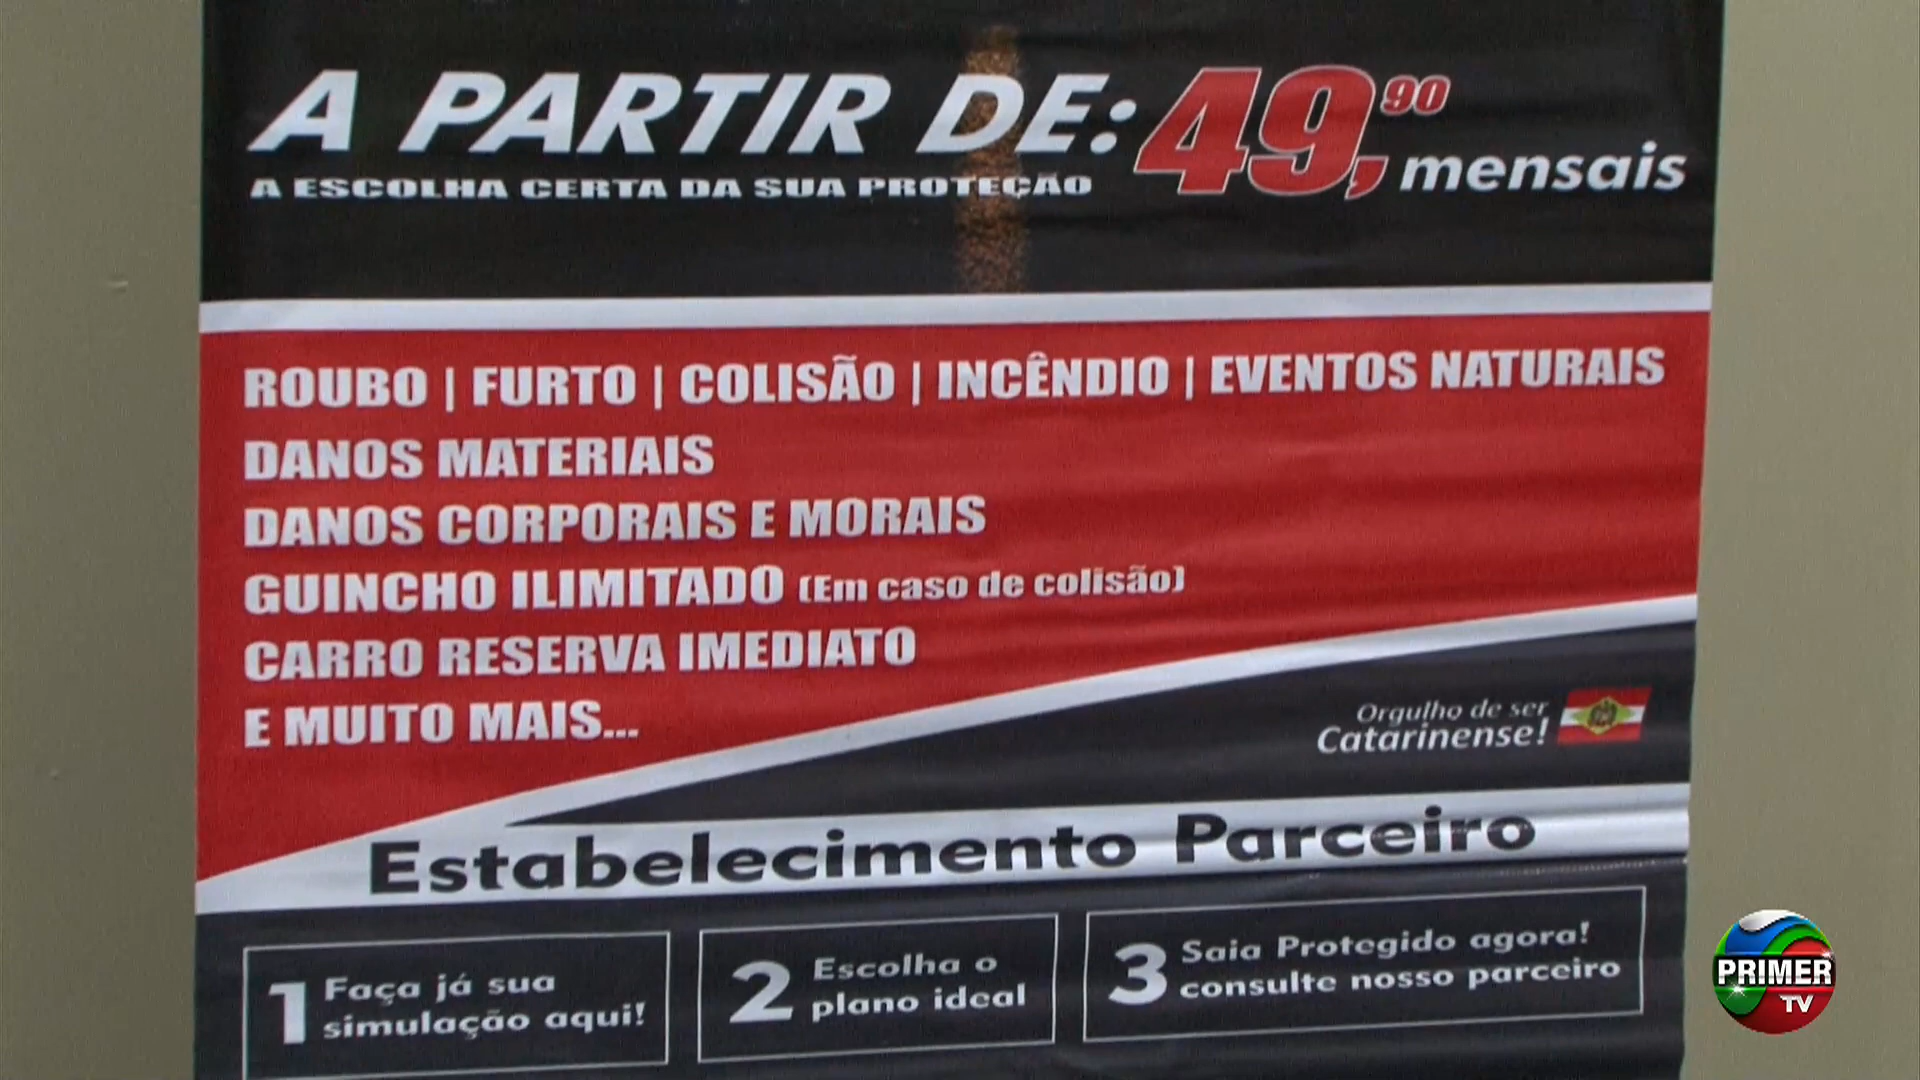 A PARTIR DE: 49,90 mensais
A ESCOLHA CERTA DA SUA PROTEÇÃO
ROUBO | FURTO | COLISÃO | INCÊNDIO | EVENTOS NATURAIS
DANOS MATERIAIS
DANOS CORPORAIS E MORAIS
GUINCHO ILIMITADO (Em caso de colisão)
CARRO RESERVA IMEDIATO
E MUITO MAIS...
Orgulho de ser
Catarinense!
Estabelecimento Parceiro
1 Faça já sua
simulação aqui!
2 Escolha o
plano ideal
3 Saia Protegido agora!
consulte nosso parceiro
PRIMER
TV